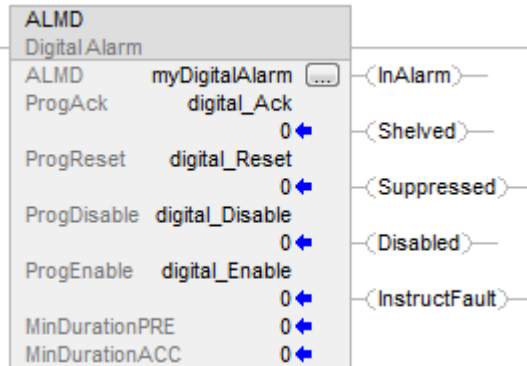 ALMD
Digital Alarm
ALMD myDigitalAlarm ... InAlarm
ProgAck digital_Ack
0 Shelved
ProgReset digital_Reset
0 Suppressed
ProgDisable digital_Disable
0 Disabled
ProgEnable digital_Enable
0 InstructFault
MinDurationPRE 0
MinDurationACC 0